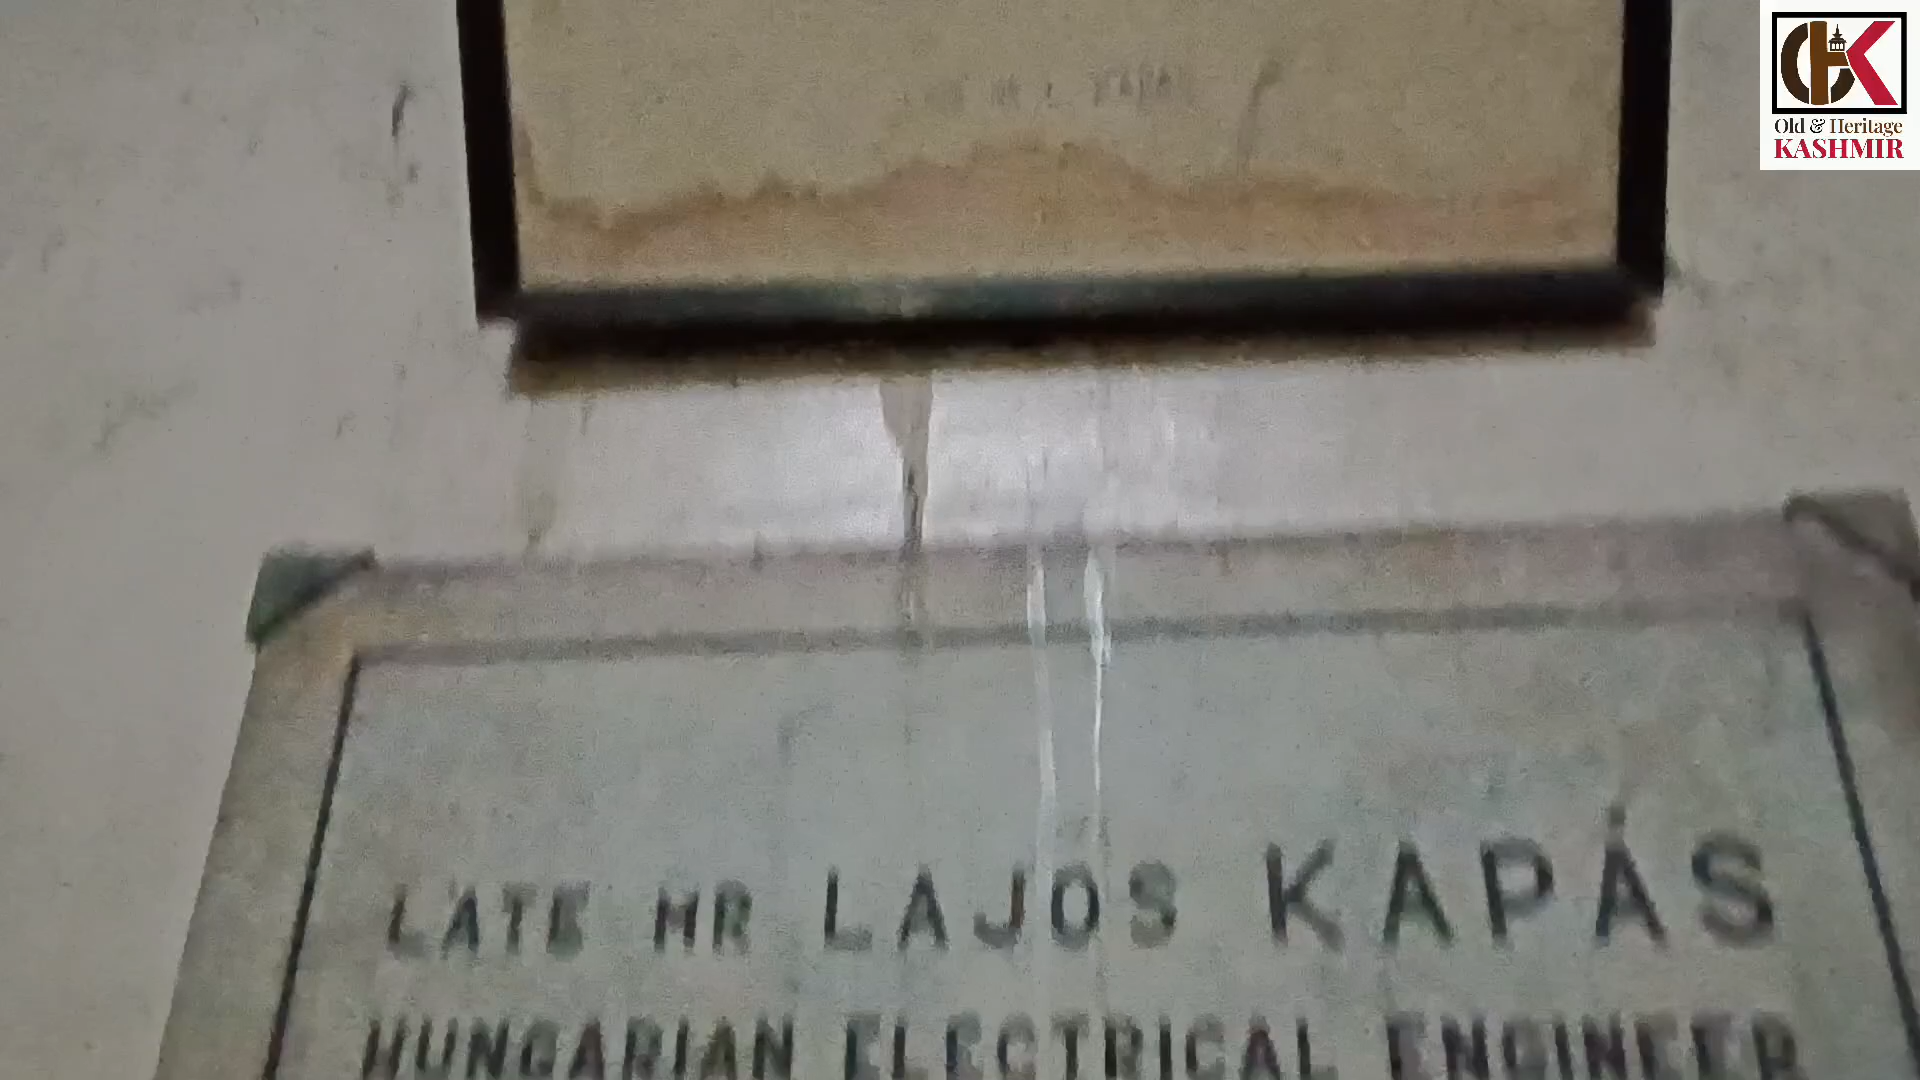 Old & Heritage
KASHMIR
LATE MR LAJOS KAPÁS
HUNGARIAN ELECTRICAL ENGINEER